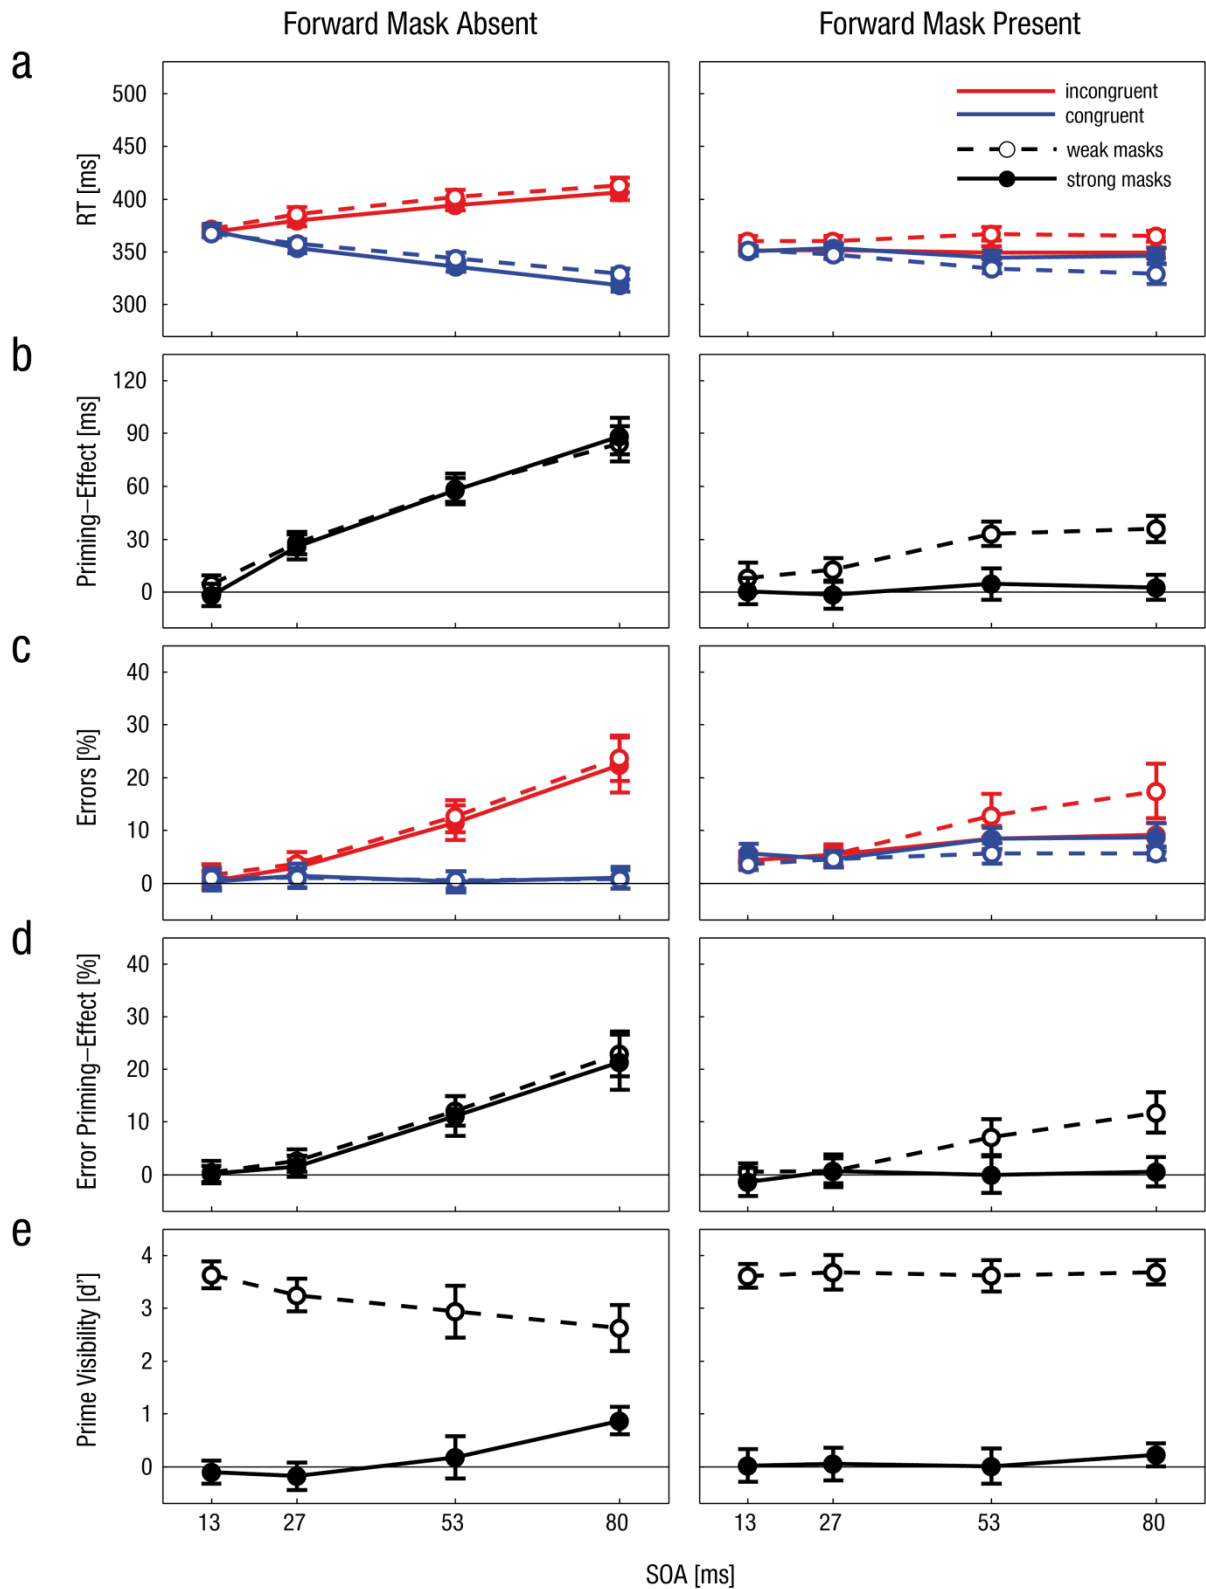 Forward Mask Absent
Forward Mask Present
a
RT [ms]
500
450
400
350
300
incongruent
congruent
weak masks
strong masks
b
Priming–Effect [ms]
120
90
60
30
0
c
Errors [%]
40
30
20
10
0
d
Error Priming–Effect [%]
40
30
20
10
0
e
Prime Visibility [d']
4
3
2
1
0
13 27 53 80
13 27 53 80
SOA [ms]